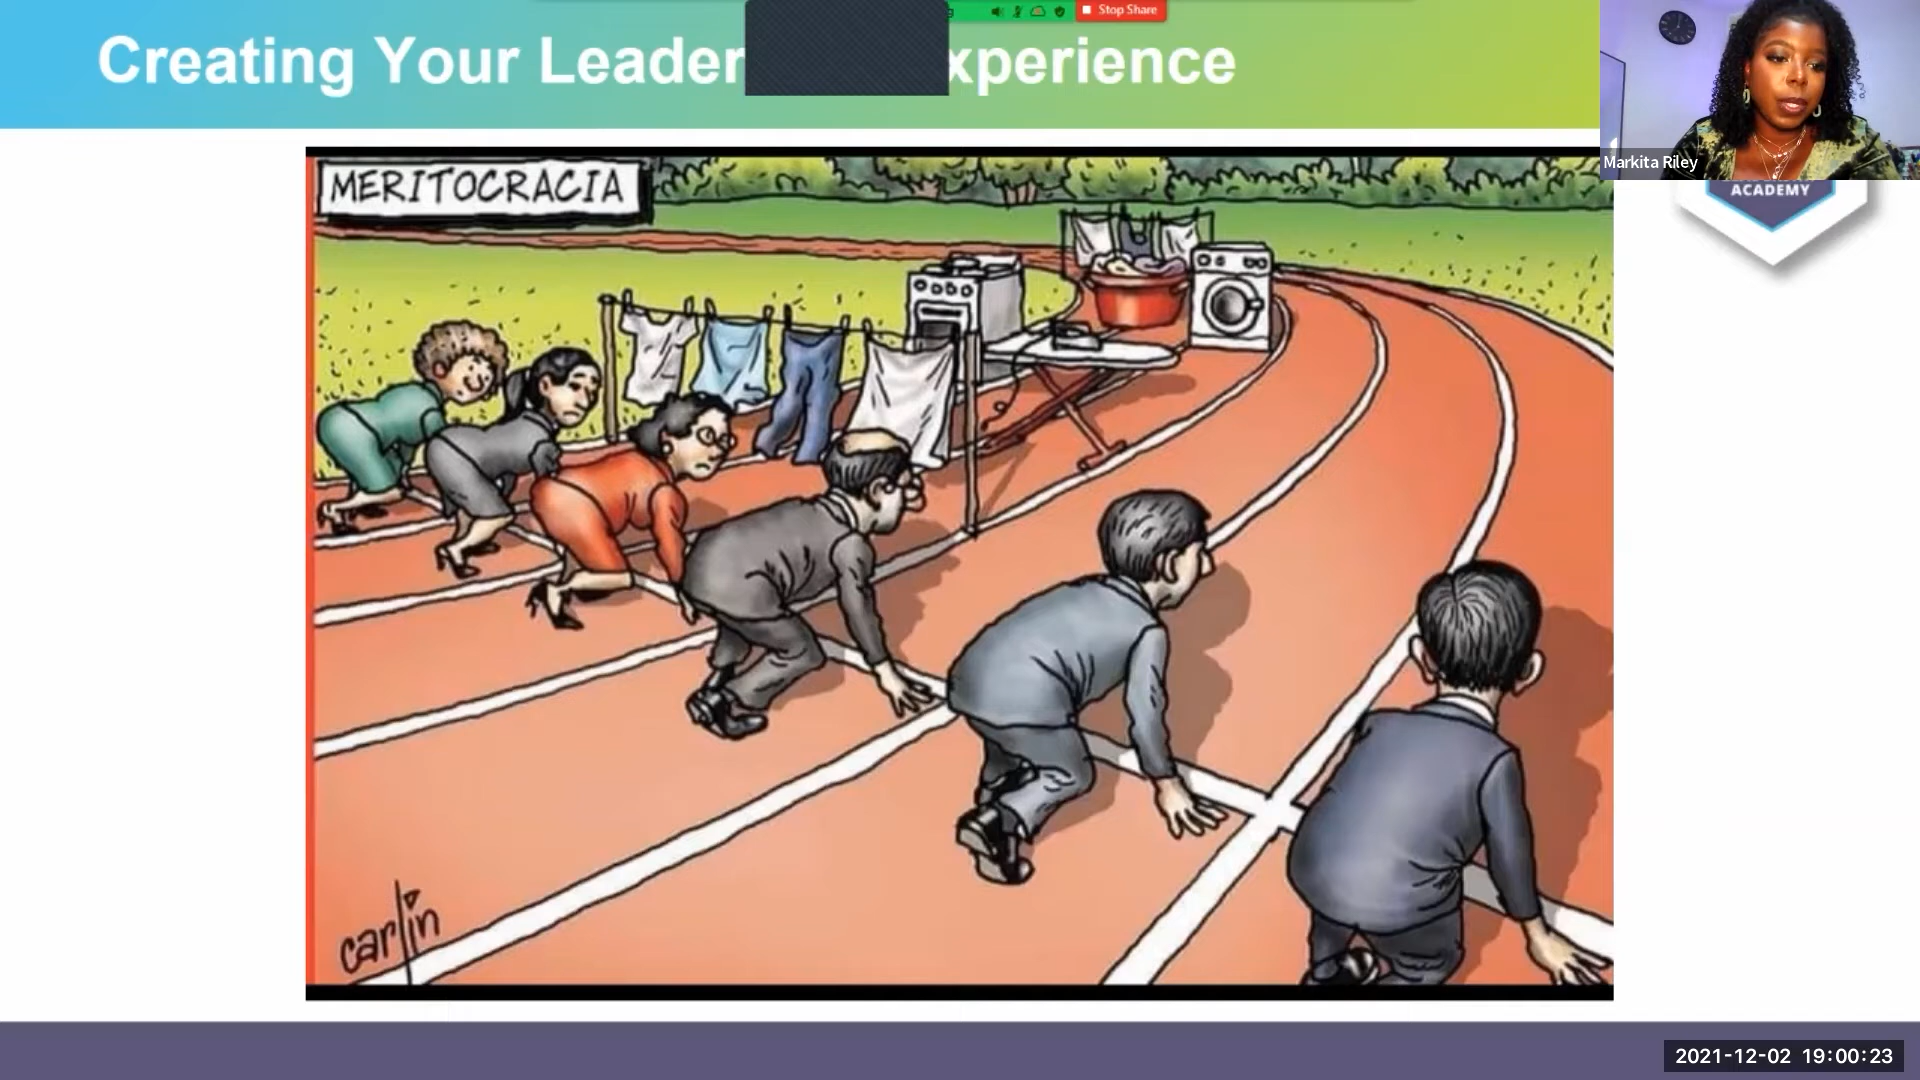 Stop Share
Creating Your Leader xperience
Markita Riley
ACADEMY
MERITOCRACIA
carlin
2021-12-02 19:00:23